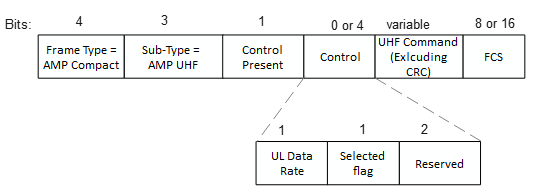 Bits: 4 3 1 0 or 4 variable 8 or 16
Frame Type = AMP Compact
Sub-Type = AMP UHF
Control Present
Control
UHF Command (Exlcuding CRC)
FCS
1 1 2
UL Data Rate
Selected flag
Reserved